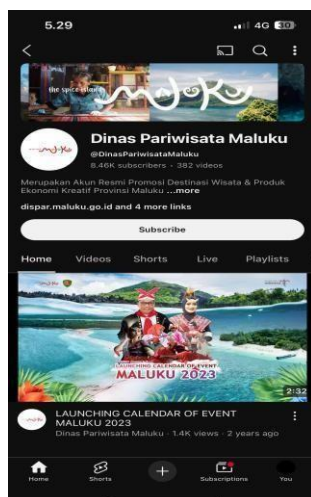 5.29
4G 30
the spice islands
Dinas Pariwisata Maluku
@DinasPariwisataMaluku
8.46K subscribers • 382 videos
Merupakan Akun Resmi Promosi Destinasi Wisata & Produk
Ekonomi Kreatif Provinsi Maluku ...more
dispar.maluku.go.id and 4 more links
Subscribe
Home Videos Shorts Live Playlists
LAUNCHING CALENDAR OF EVENT
MALUKU 2023
2:32
LAUNCHING CALENDAR OF EVENT
MALUKU 2023
Dinas Pariwisata Maluku · 1.4K views · 2 years ago
Home Shorts Subscriptions You